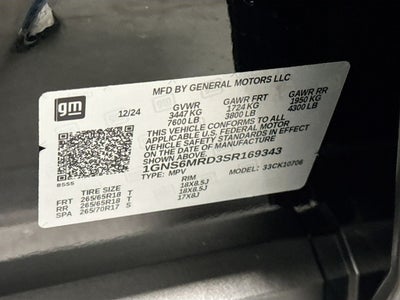 gm
MFD BY GENERAL MOTORS LLC
12/24 GVWR GAWR FRT GAWR RR
3447 KG 1724 KG 1950 KG
7600 LB 3800 LB 4300 LB
THIS VEHICLE CONFORMS TO ALL
APPLICABLE U.S. FEDERAL MOTOR
VEHICLE SAFETY STANDARDS IN EFFECT
ON THE DATE OF MANUFACTURE
SHOWN ABOVE.
1GNS6MRD3SR169343
TYPE: MPV MODEL: 33CK10706
TIRE SIZE RIM
FRT 265/65R18 T 18X8.5J
RR 265/65R18 T 18X8.5J
SPA 265/70R17 S 17X8J